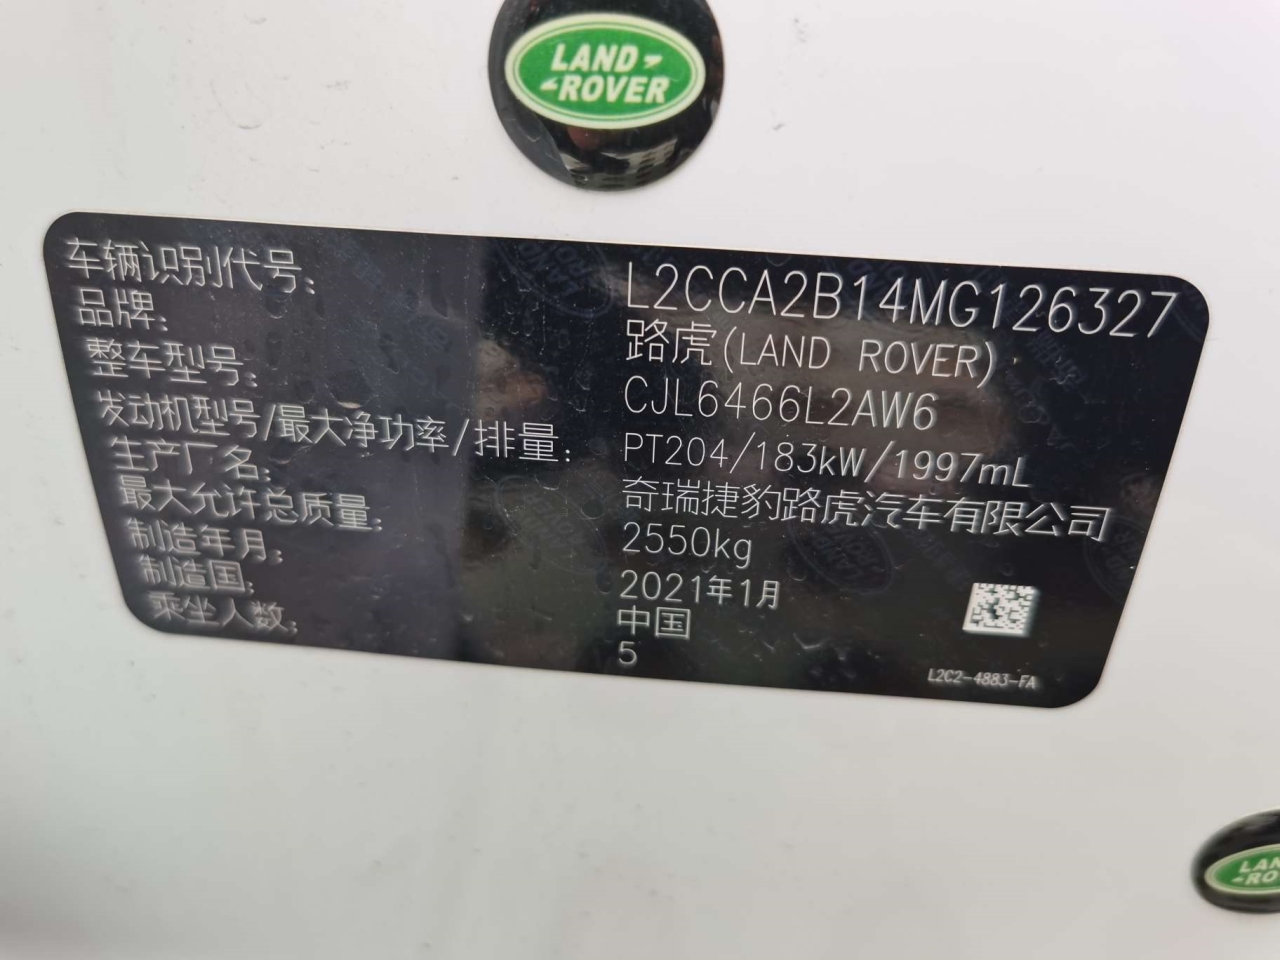 LAND
ROVER
车辆识别代号: L2CCA2B14MG126327
品牌: 路虎(LAND ROVER)
整车型号: CJL6466L2AW6
发动机型号/最大净功率/排量: PT204/183kW/1997mL
生产厂名: 奇瑞捷豹路虎汽车有限公司
最大允许总质量: 2550kg
制造年月: 2021年1月
制造国: 中国
乘坐人数: 5
L2C2-4883-FA
LAN
RO